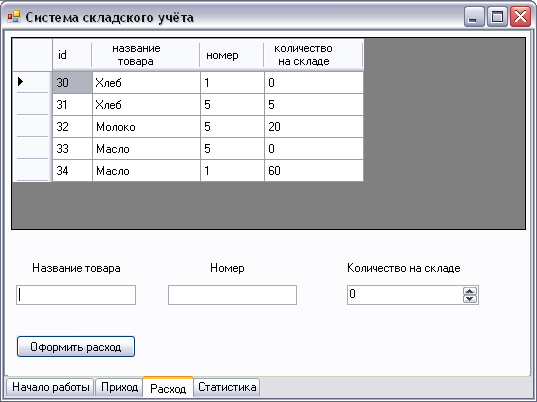 Система складского учёта
id название товара номер количество на складе
30 Хлеб 1 0
31 Хлеб 5 5
32 Молоко 5 20
33 Масло 5 0
34 Масло 1 60
Название товара Номер Количество на складе
0
Оформить расход
Начало работы Приход Расход Статистика